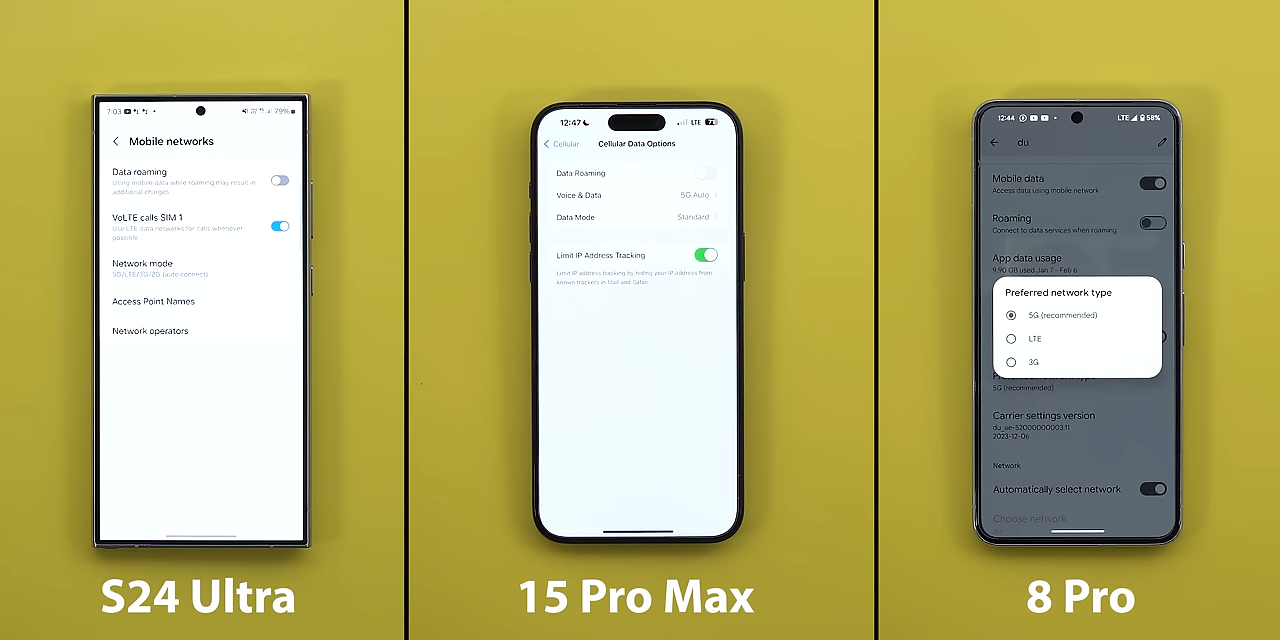 7:03
79%
Mobile networks
Data roaming
Using mobile data while roaming may result in
additional charges.
VoLTE calls SIM 1
Use LTE data networks for calls whenever
possible.
Network mode
5G/LTE/3G/2G (auto connect)
Access Point Names
Network operators
S24 Ultra
12:47
LTE
Cellular
Cellular Data Options
Data Roaming
Voice & Data
5G Auto
Data Mode
Standard
Limit IP Address Tracking
Limit IP address tracking by hiding your IP address from
known trackers in Mail and Safari.
15 Pro Max
12:44
LTE
58%
du
Mobile data
Access data using mobile network
Roaming
Connect to data services when roaming
App data usage
9.90 GB used Jan 7 – Feb 6
Preferred network type
5G (recommended)
LTE
3G
Preferred network type
5G (recommended)
Carrier settings version
du_ae-52000000003.11
2023-12-06
Network
Automatically select network
Choose network
8 Pro